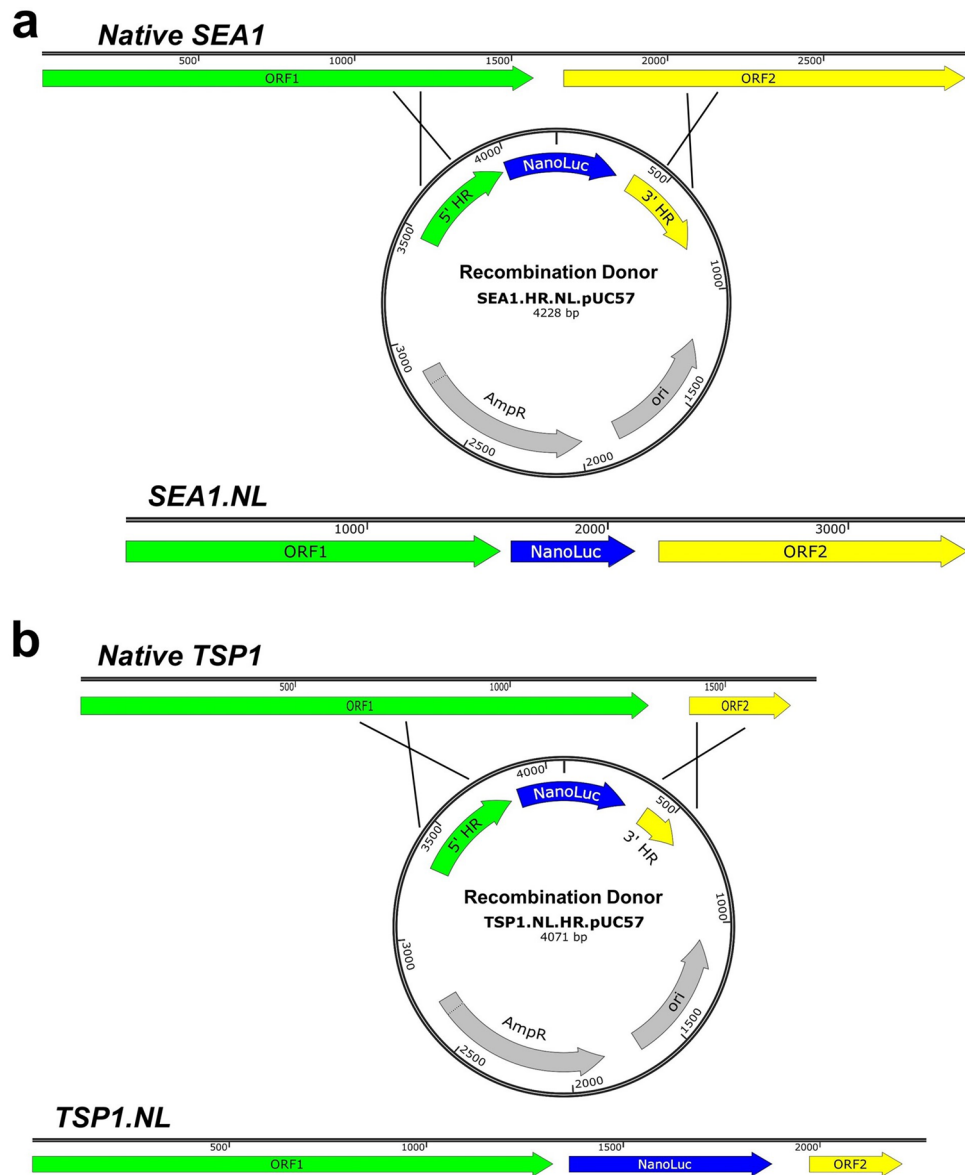 a
Native SEA1
500 1000 1500 2000 2500
ORF1 ORF2
4000 NanoLuc 500
5' HR 3' HR
3500 1000
Recombination Donor
SEA1.HR.NL.pUC57
4228 bp
3000 1500
AmpR ori
2500 2000
SEA1.NL
1000 2000 3000
ORF1 NanoLuc ORF2
b
Native TSP1
500 1000 1500
ORF1 ORF2
4000 NanoLuc 500
3500 5' HR 3' HR
1000
Recombination Donor
TSP1.NL.HR.pUC57
4071 bp
3000
AmpR ori 1500
2500 2000
TSP1.NL
500 1000 1500 2000
ORF1 NanoLuc ORF2